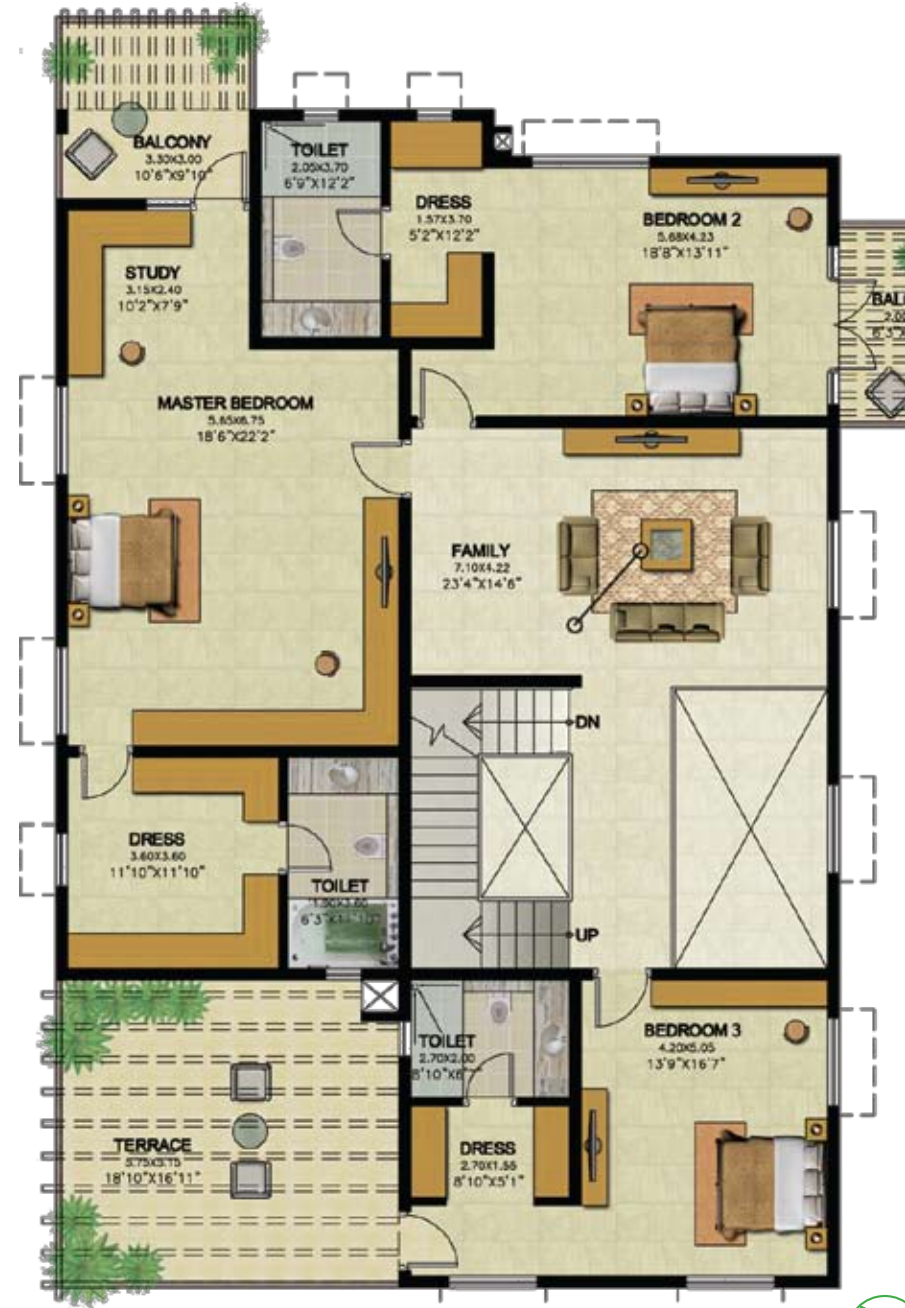 BALCONY
3.30X3.00
10'6"X9'10"
TOILET
2.05X3.70
6'9"X12'2"
DRESS
1.57X3.70
5'2"X12'2"
BEDROOM 2
5.68X4.23
18'8"X13'11"
STUDY
3.15X2.40
10'2"X7'9"
MASTER BEDROOM
5.65X6.75
18'6"X22'2"
FAMILY
7.10X4.22
23'4"X14'6"
DN
DRESS
3.60X3.60
11'10"X11'10"
TOILET
UP
TOILET
2.70X2.00
8'10"X6'7"
BEDROOM 3
4.20X5.05
13'9"X16'7"
TERRACE
18'10"X16'11"
DRESS
2.70X1.55
8'10"X5'1"